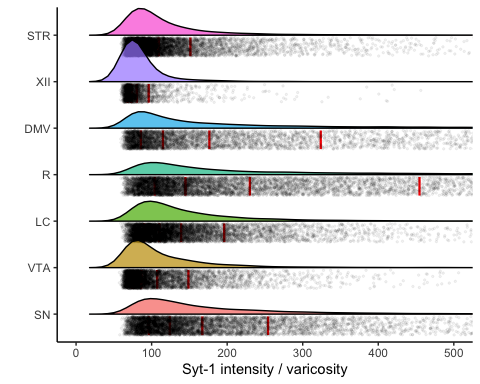 STR
XII
DMV
R
LC
VTA
SN
0 100 200 300 400 500
Syt-1 intensity / varicosity